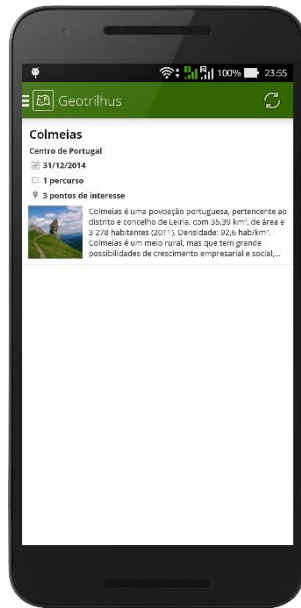 100% 23:55
Geotrilhus
Colmeias
Centro de Portugal
31/12/2014
1 percurso
3 pontos de interesse
Colmeias é uma povoação portuguesa, pertencente ao
distrito e concelho de Leiria, com 35,39 km². de área e
3 278 habitantes (2011). Densidade: 92,6 hab/km².
Colmeias é um meio rural, mas que tem grande
possibilidades de crescimento empresarial e social,...